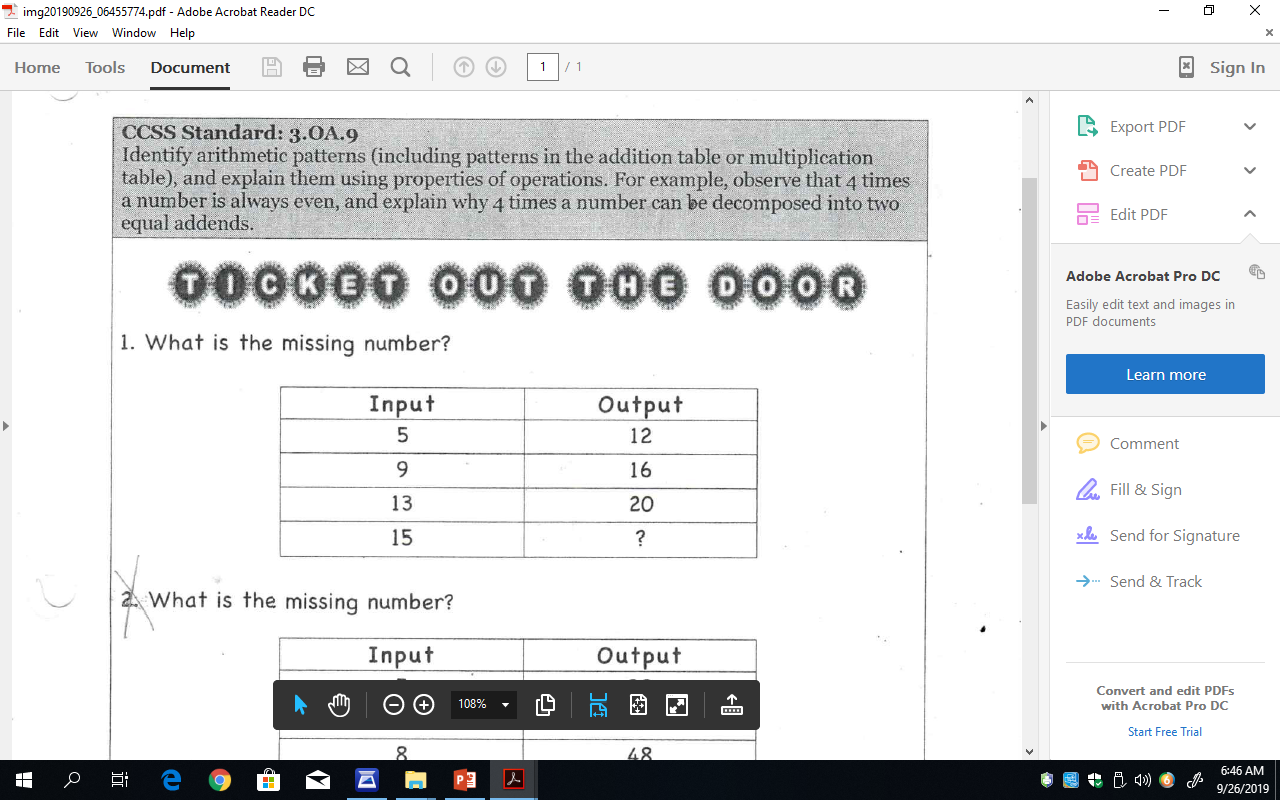 img20190926_06455774.pdf - Adobe Acrobat Reader DC
File Edit View Window Help
Home Tools Document 1 / 1 Sign In
CCSS Standard: 3.OA.9
Identify arithmetic patterns (including patterns in the addition table or multiplication
table), and explain them using properties of operations. For example, observe that 4 times
a number is always even, and explain why 4 times a number can be decomposed into two
equal addends.
TICKET OUT THE DOOR
1. What is the missing number?
Input Output
5 12
9 16
13 20
15 ?
2. What is the missing number?
Input Output
108%
8 48
Export PDF
Create PDF
Edit PDF
Adobe Acrobat Pro DC
Easily edit text and images in
PDF documents
Learn more
Comment
Fill & Sign
Send for Signature
Send & Track
Convert and edit PDFs
with Acrobat Pro DC
Start Free Trial
6:46 AM
9/26/2019